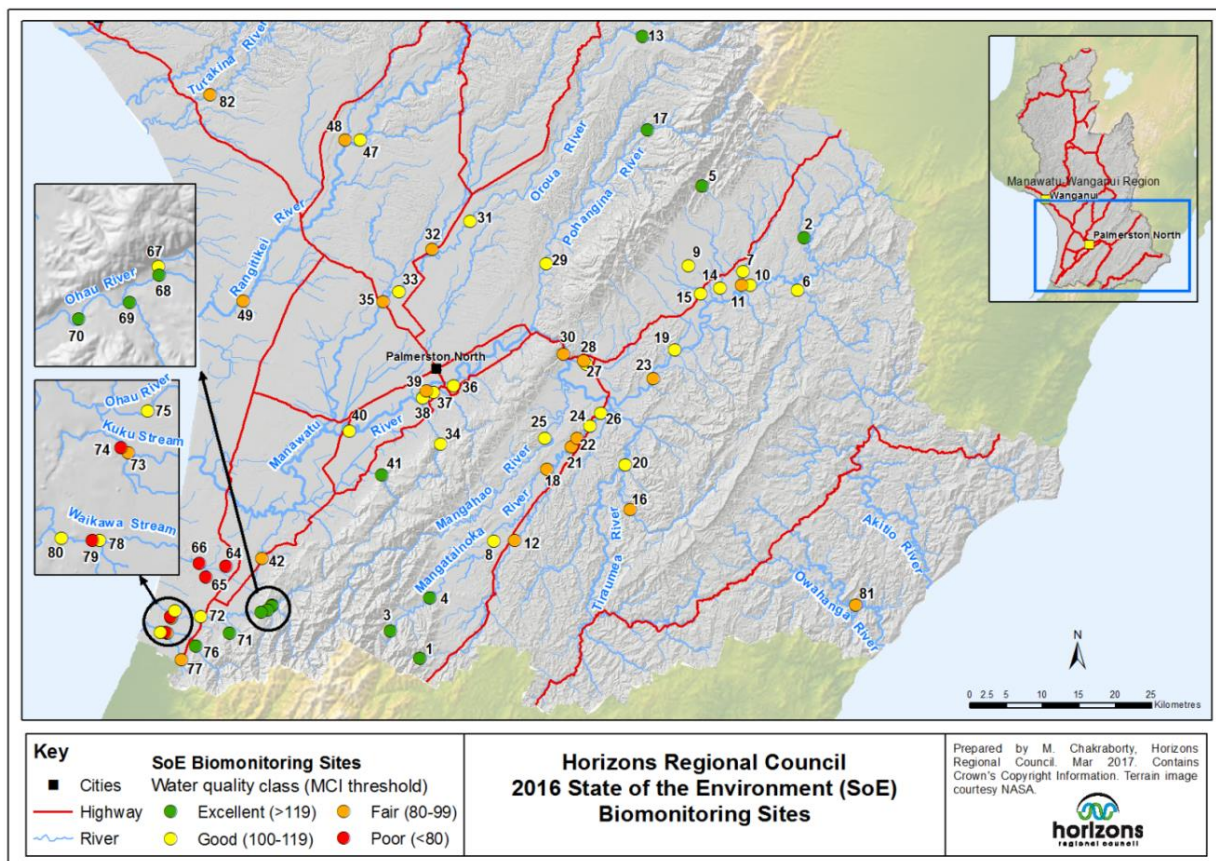 Turakina River
82
48
47
13
17
5
2
Oroua River
Pohangina River
31
32
29
9
7
10
14
11
15
6
Rangitikei River
49
33
35
Palmerston North
30
28
27
19
23
39
36
37
38
40
Manawatu River
34
25
24
26
22
21
18
20
16
41
Mangahao River
Mangatainoka River
Tiraumea River
8
12
42
66
64
65
72
71
76
77
4
3
1
Akitio River
Owahanga River
81
67
68
69
70
Ohau River
Ohau River
75
Kuku Stream
74
73
Waikawa Stream
80
79
78
Manawatu Wanganui Region
Wanganui
Palmerston North
N
0 2.5 5 10 15 20 25
Kilometres
Key
Cities
Highway
River
SoE Biomonitoring Sites
Water quality class (MCI threshold)
Excellent (>119)
Fair (80-99)
Good (100-119)
Poor (<80)
Horizons Regional Council
2016 State of the Environment (SoE)
Biomonitoring Sites
Prepared by M. Chakraborty, Horizons
Regional Council. Mar 2017. Contains
Crown's Copyright Information. Terrain image
courtesy NASA.
horizons
regional council